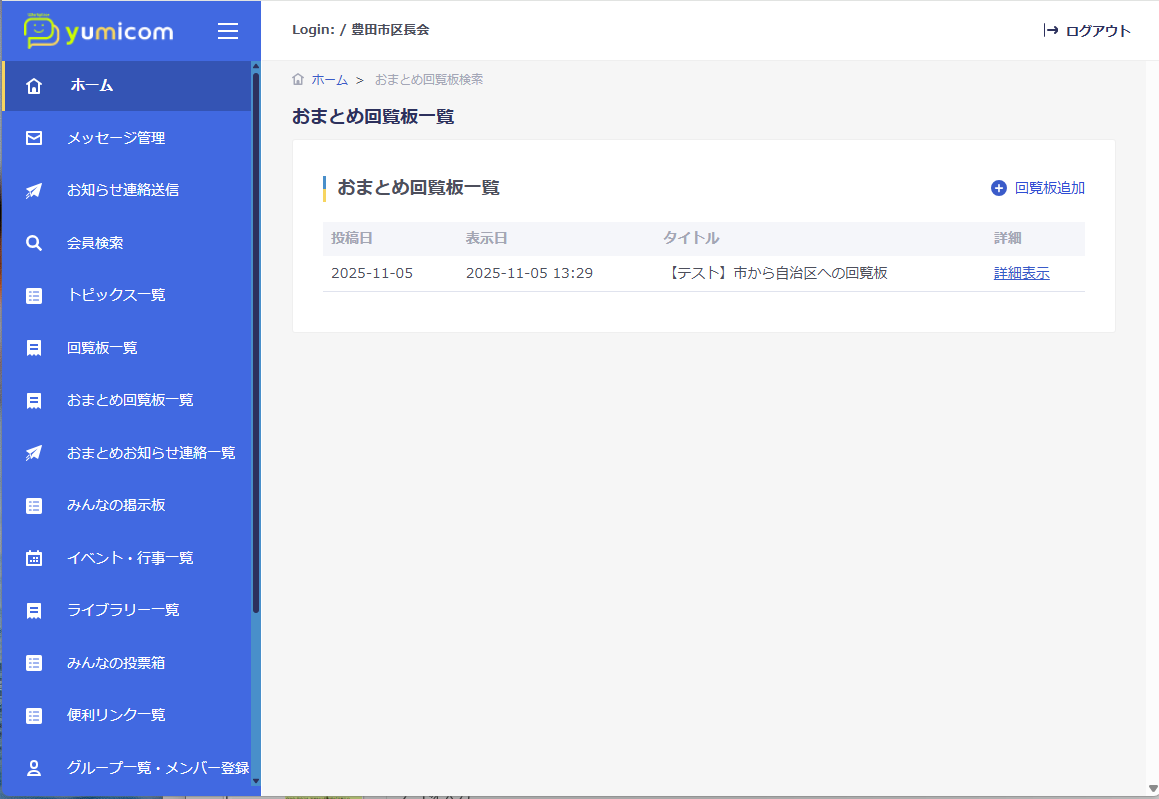 yumicom
Login: / 豊田市区長会
ログアウト
ホーム
メッセージ管理
お知らせ連絡送信
会員検索
トピックス一覧
回覧板一覧
おまとめ回覧板一覧
おまとめお知らせ連絡一覧
みんなの掲示板
イベント・行事一覧
ライブラリー一覧
みんなの投票箱
便利リンク一覧
グループ一覧・メンバー登録
ホーム > おまとめ回覧板検索
おまとめ回覧板一覧
おまとめ回覧板一覧
回覧板追加
投稿日 表示日 タイトル 詳細
2025-11-05 2025-11-05 13:29 【テスト】市から自治区への回覧板 詳細表示